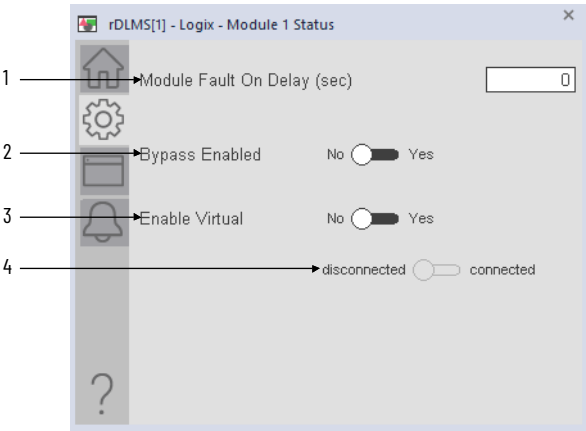 rDLMS[1] - Logix - Module 1 Status
1 Module Fault On Delay (sec) 0
2 Bypass Enabled No Yes
3 Enable Virtual No Yes
4 disconnected connected
?